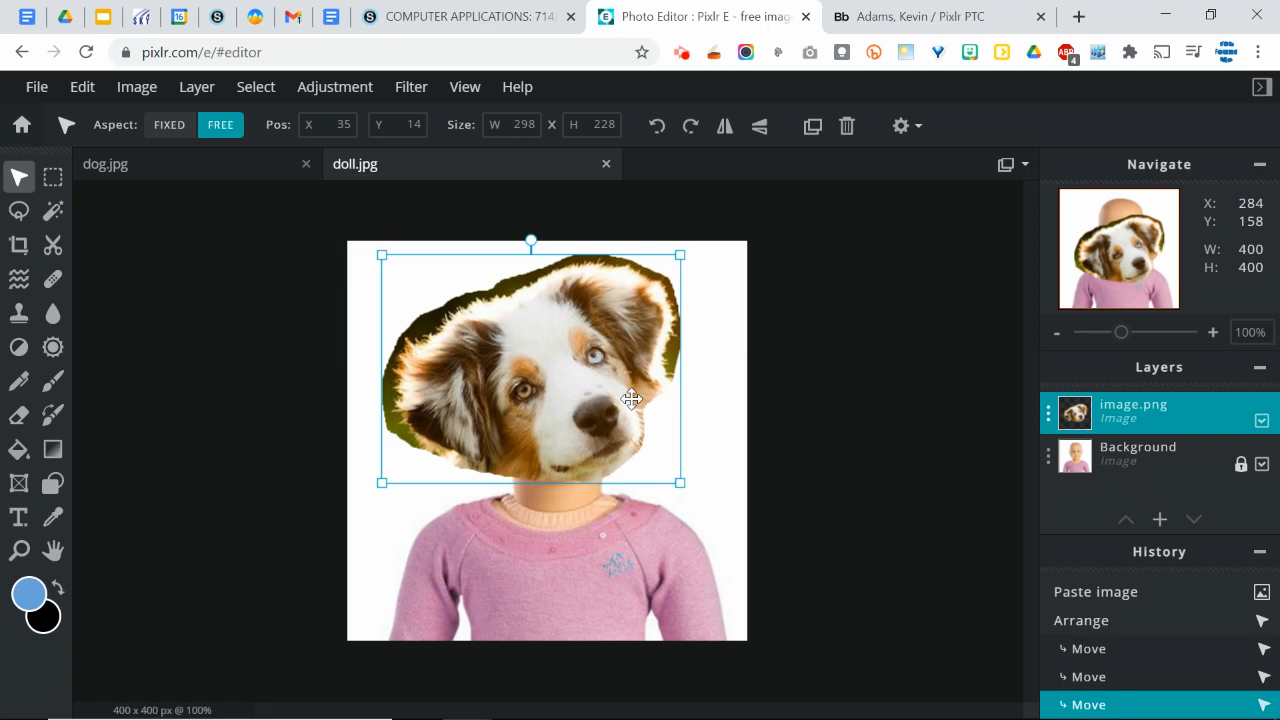 COMPUTER APPLICATIONS: 714/
Photo Editor : Pixlr E - free imag
Bb Adams, Kevin / Pixlr PTC
pixlr.com/e/#editor
ABP
4
File Edit Image Layer Select Adjustment Filter View Help
Aspect: FIXED FREE Pos: X 35 Y 14 Size: W 298 X H 228
dog.jpg
doll.jpg
Navigate
X: 284
Y: 158
W: 400
H: 400
100%
Layers
image.png
Image
Background
Image
History
Paste image
Arrange
Move
Move
Move
400 x 400 px @ 100%